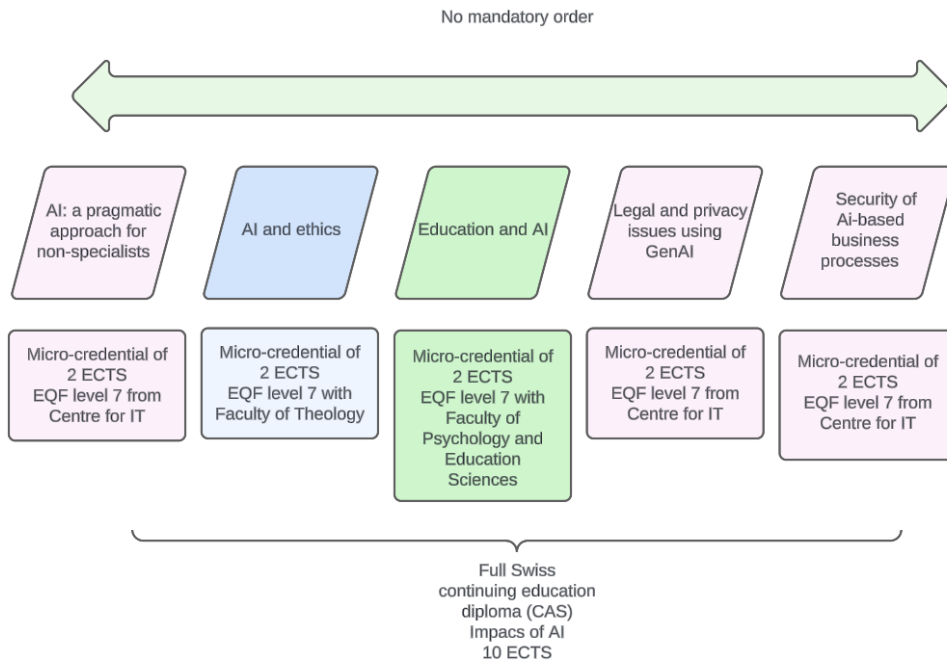 No mandatory order
AI: a pragmatic
approach for
non-specialists
AI and ethics
Education and AI
Legal and privacy
issues using
GenAI
Security of
Ai-based
business
processes
Micro-credential of
2 ECTS
EQF level 7 from
Centre for IT
Micro-credential of
2 ECTS
EQF level 7 with
Faculty of Theology
Micro-credential of
2 ECTS
EQF level 7 with
Faculty of
Psychology and
Education
Sciences
Micro-credential of
2 ECTS
EQF level 7 from
Centre for IT
Micro-credential of
2 ECTS
EQF level 7 from
Centre for IT
Full Swiss
continuing education
diploma (CAS)
Impacs of AI
10 ECTS